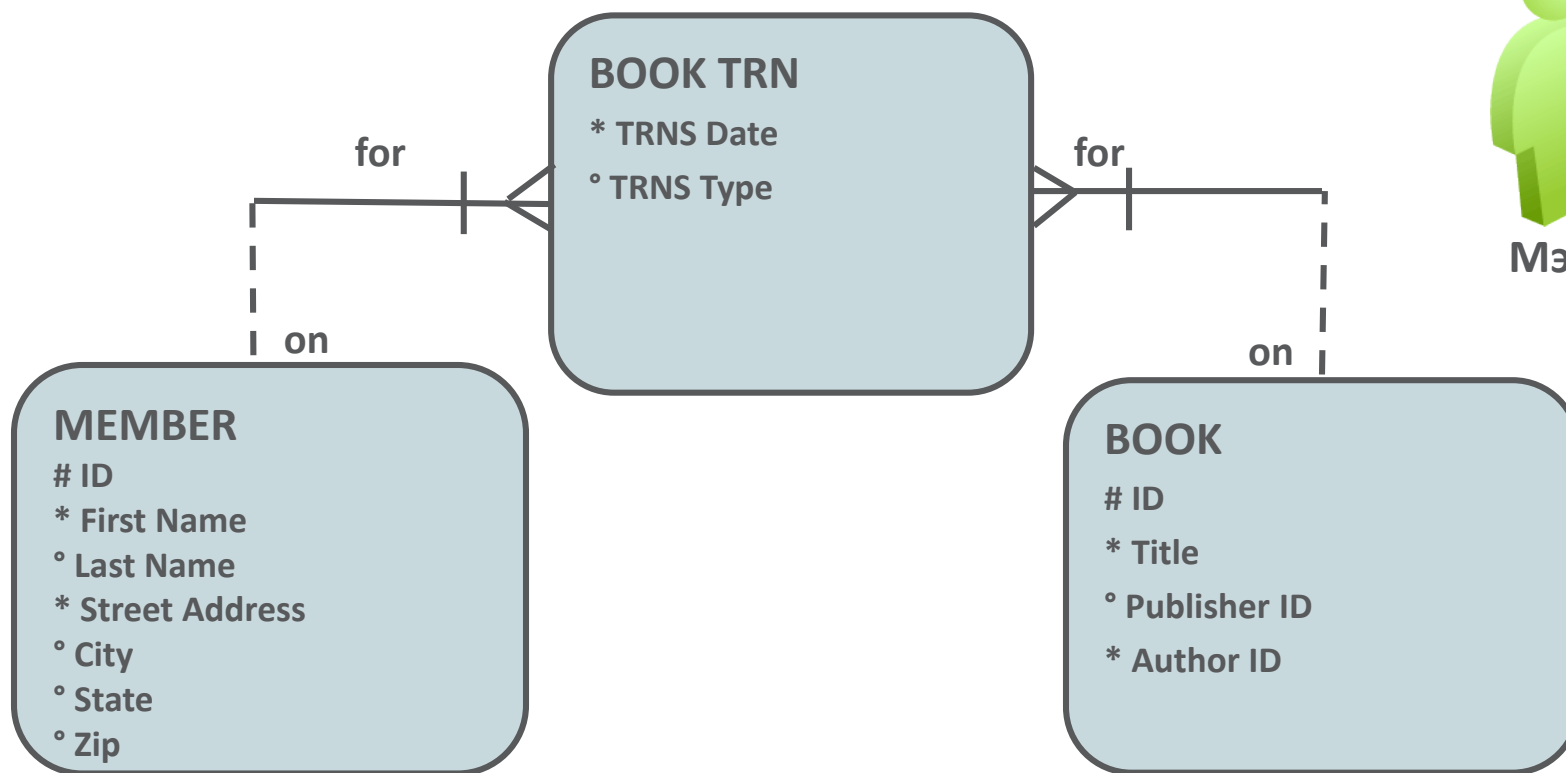 BOOK TRN
* TRNS Date
° TRNS Type
for
for
on
on
MEMBER
# ID
* First Name
° Last Name
* Street Address
° City
° State
° Zip
BOOK
# ID
* Title
° Publisher ID
* Author ID